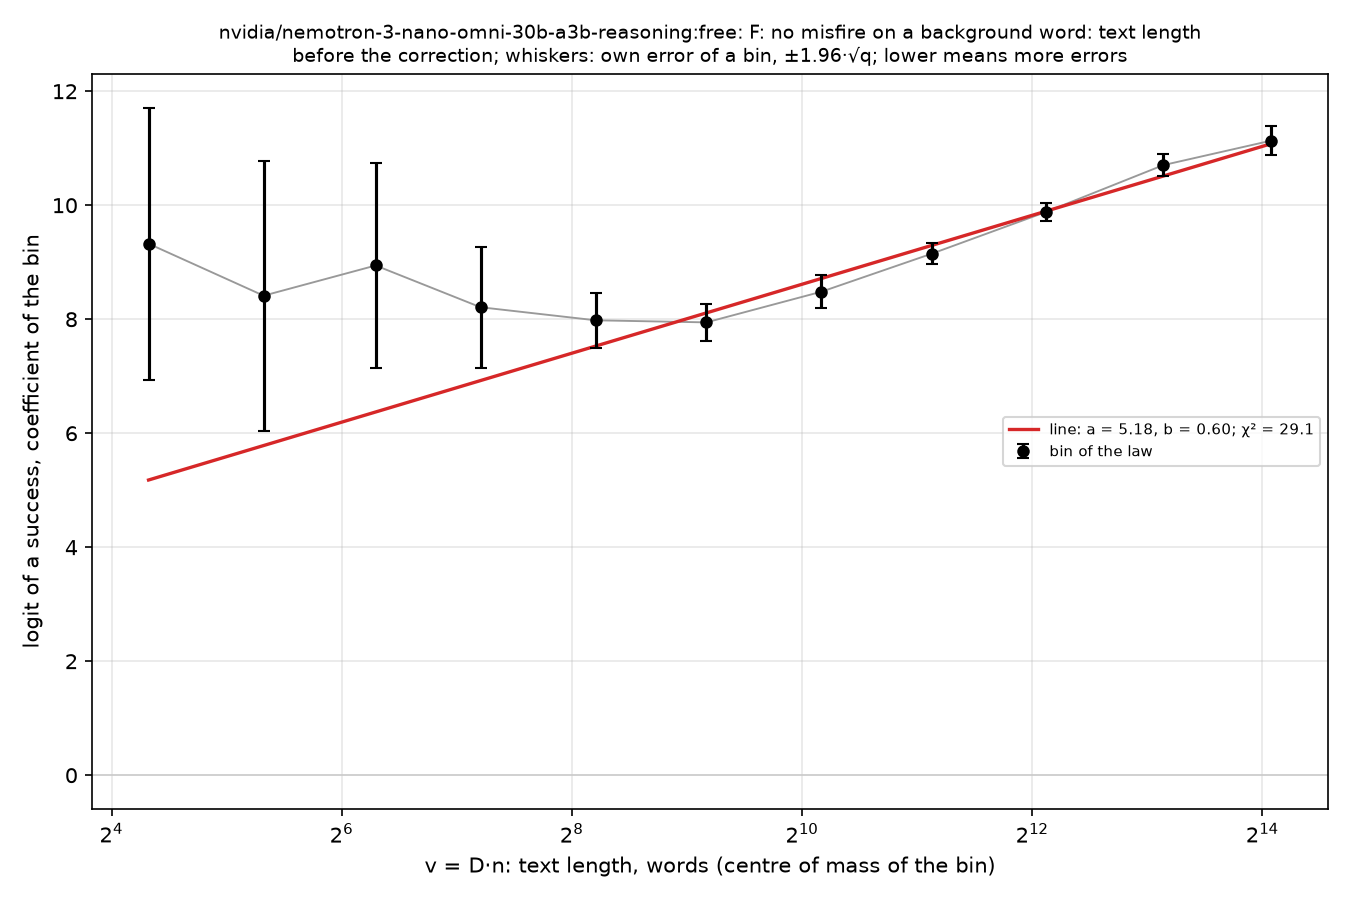 nvidia/nemotron-3-nano-omni-30b-a3b-reasoning:free: F: no misfire on a background word: text length
before the correction; whiskers: own error of a bin, ±1.96·√q; lower means more errors
logit of a success, coefficient of the bin
12
10
8
6
4
2
0
line: a = 5.18, b = 0.60; χ² = 29.1
bin of the law
2⁴ 2⁶ 2⁸ 2¹⁰ 2¹² 2¹⁴
v = D·n: text length, words (centre of mass of the bin)